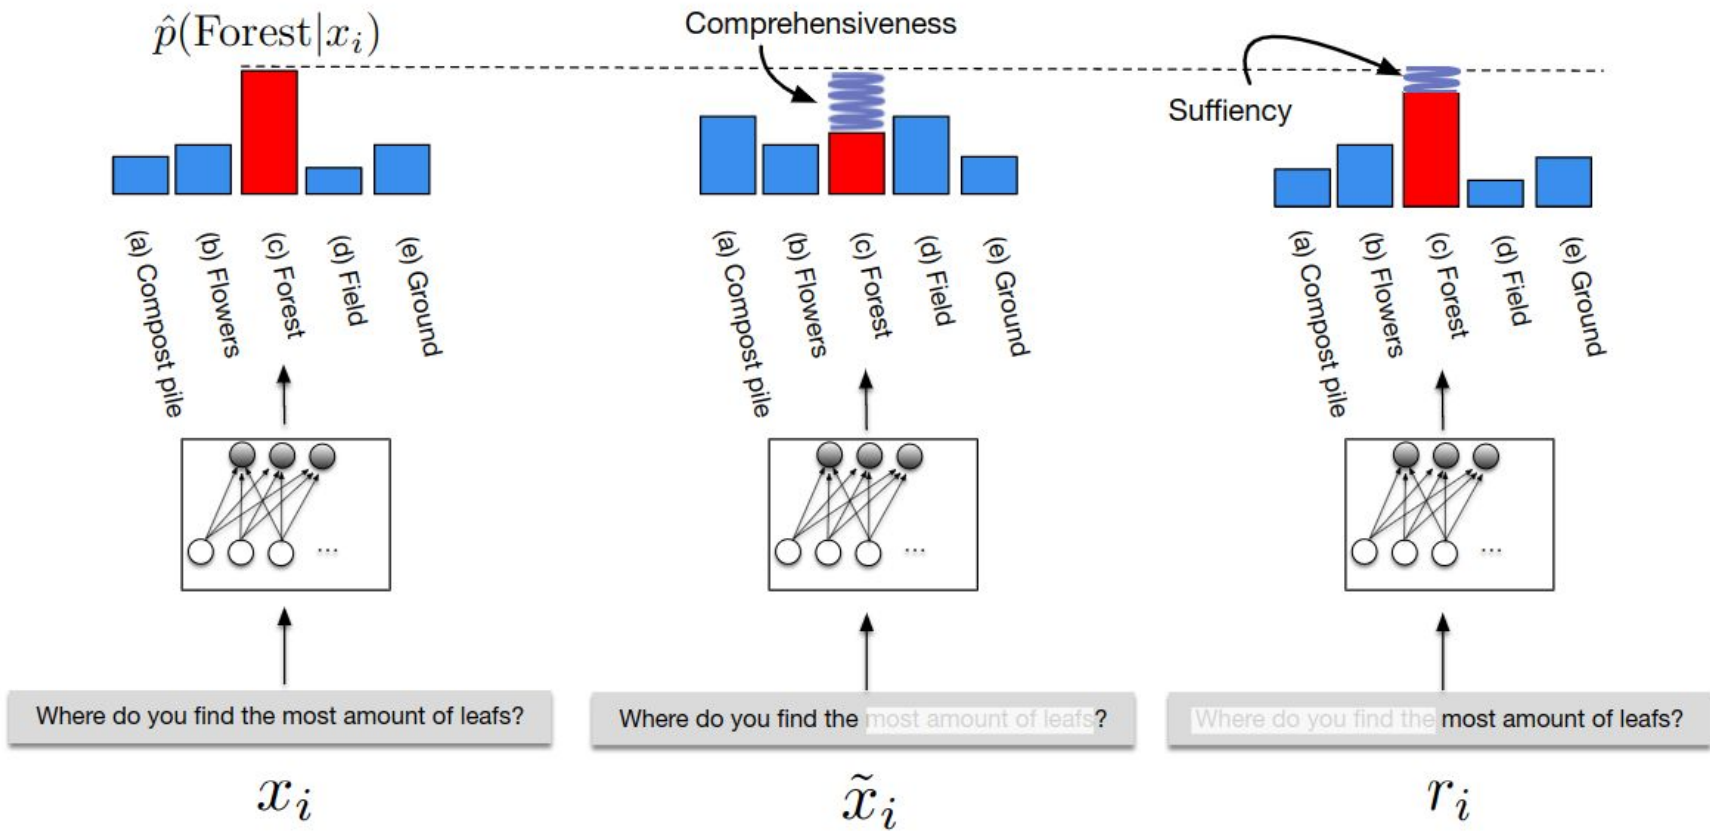 p̂(Forest|xᵢ)
Comprehensiveness
Suffiency
(a) Compost pile
(b) Flowers
(c) Forest
(d) Field
(e) Ground
(a) Compost pile
(b) Flowers
(c) Forest
(d) Field
(e) Ground
(a) Compost pile
(b) Flowers
(c) Forest
(d) Field
(e) Ground
...
...
...
Where do you find the most amount of leafs?
Where do you find the most amount of leafs?
Where do you find the most amount of leafs?
xᵢ
x̃ᵢ
rᵢ